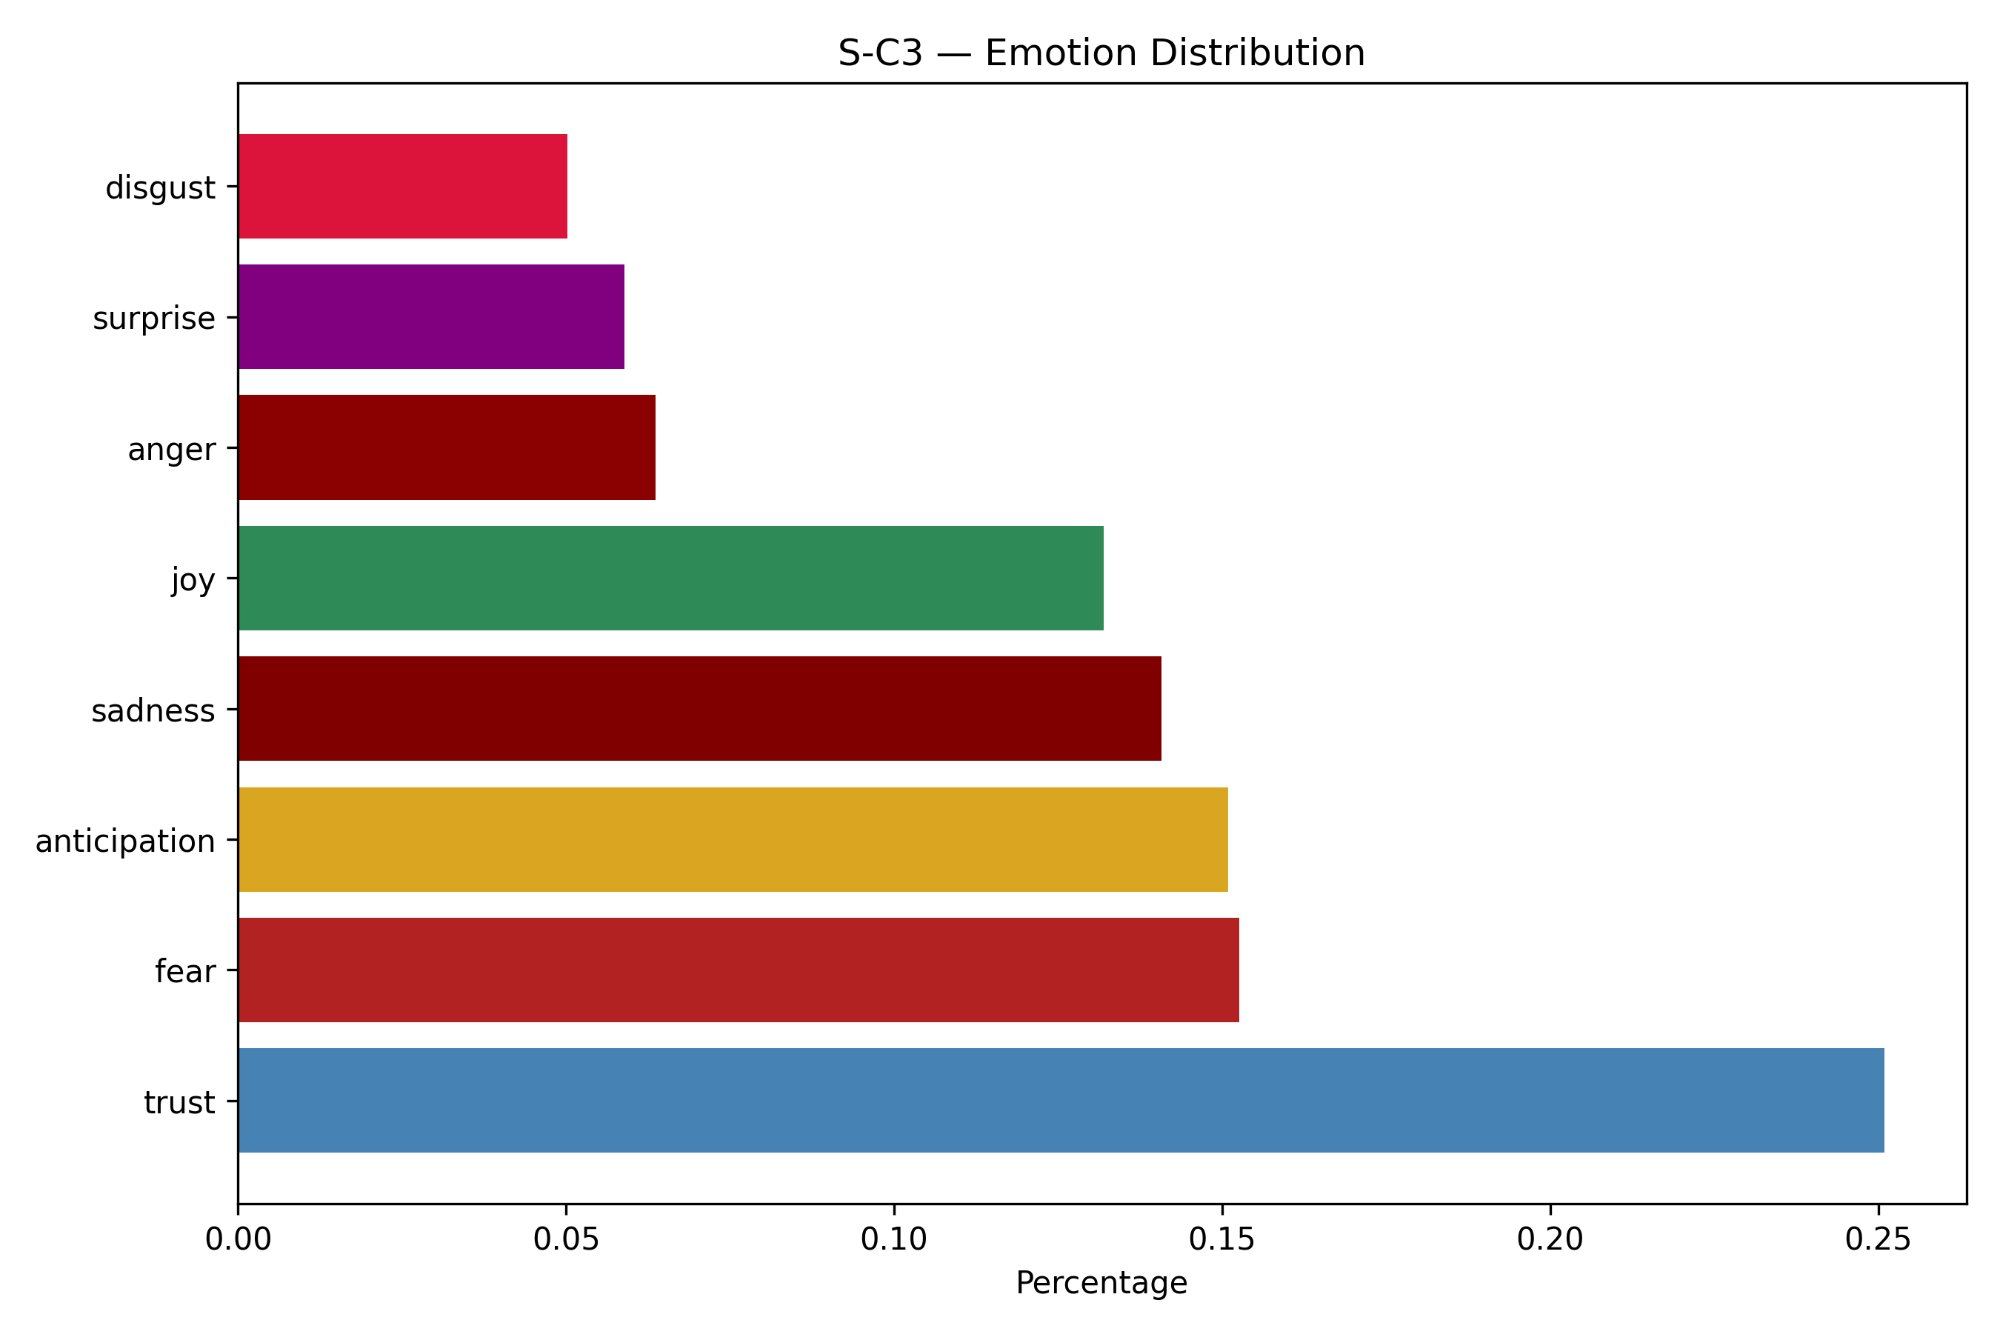 S-C3 — Emotion Distribution
disgust
surprise
anger
joy
sadness
anticipation
fear
trust
0.00 0.05 0.10 0.15 0.20 0.25
Percentage